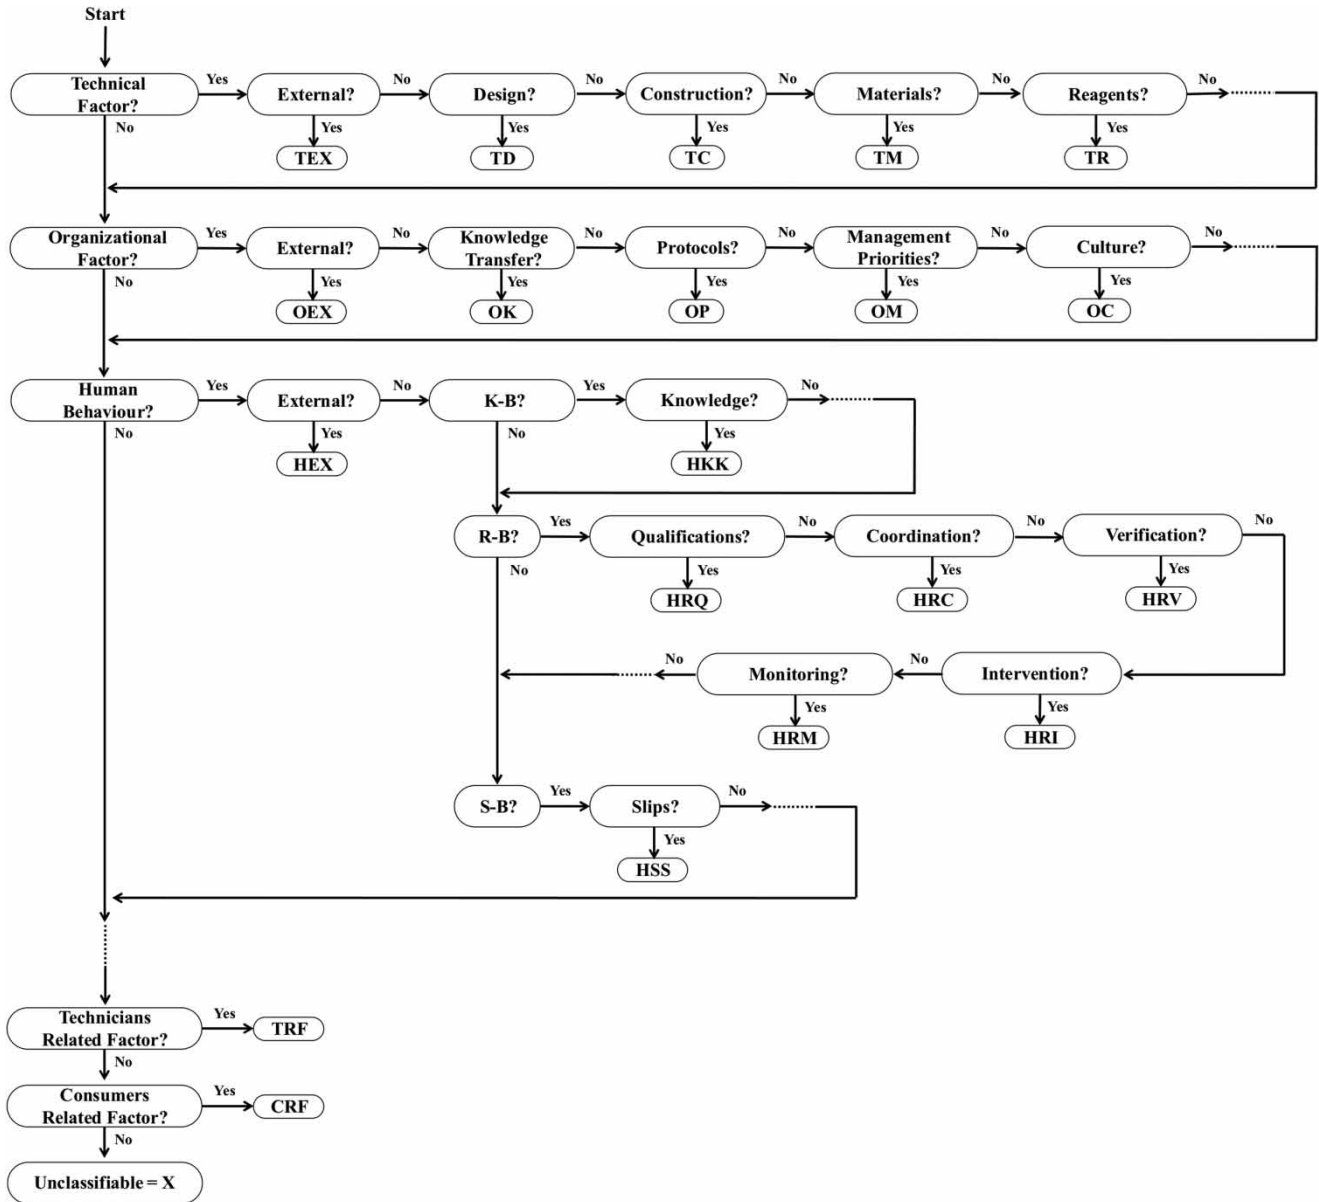 Start
Technical
Factor?
Yes
External?
No
Design?
No
Construction?
No
Materials?
No
Reagents?
No
No
Yes
Yes
Yes
Yes
Yes
TEX
TD
TC
TM
TR
Organizational
Factor?
Yes
External?
No
Knowledge
Transfer?
No
Protocols?
No
Management
Priorities?
No
Culture?
No
No
Yes
Yes
Yes
Yes
Yes
OEX
OK
OP
OM
OC
Human
Behaviour?
Yes
External?
No
K-B?
Yes
Knowledge?
No
No
Yes
No
Yes
HEX
HKK
R-B?
Yes
Qualifications?
No
Coordination?
No
Verification?
No
No
Yes
Yes
Yes
HRQ
HRC
HRV
No
Monitoring?
No
Intervention?
Yes
Yes
HRM
HRI
S-B?
Yes
Slips?
No
Yes
HSS
Technicians
Related Factor?
Yes
TRF
No
Consumers
Related Factor?
Yes
CRF
No
Unclassifiable = X